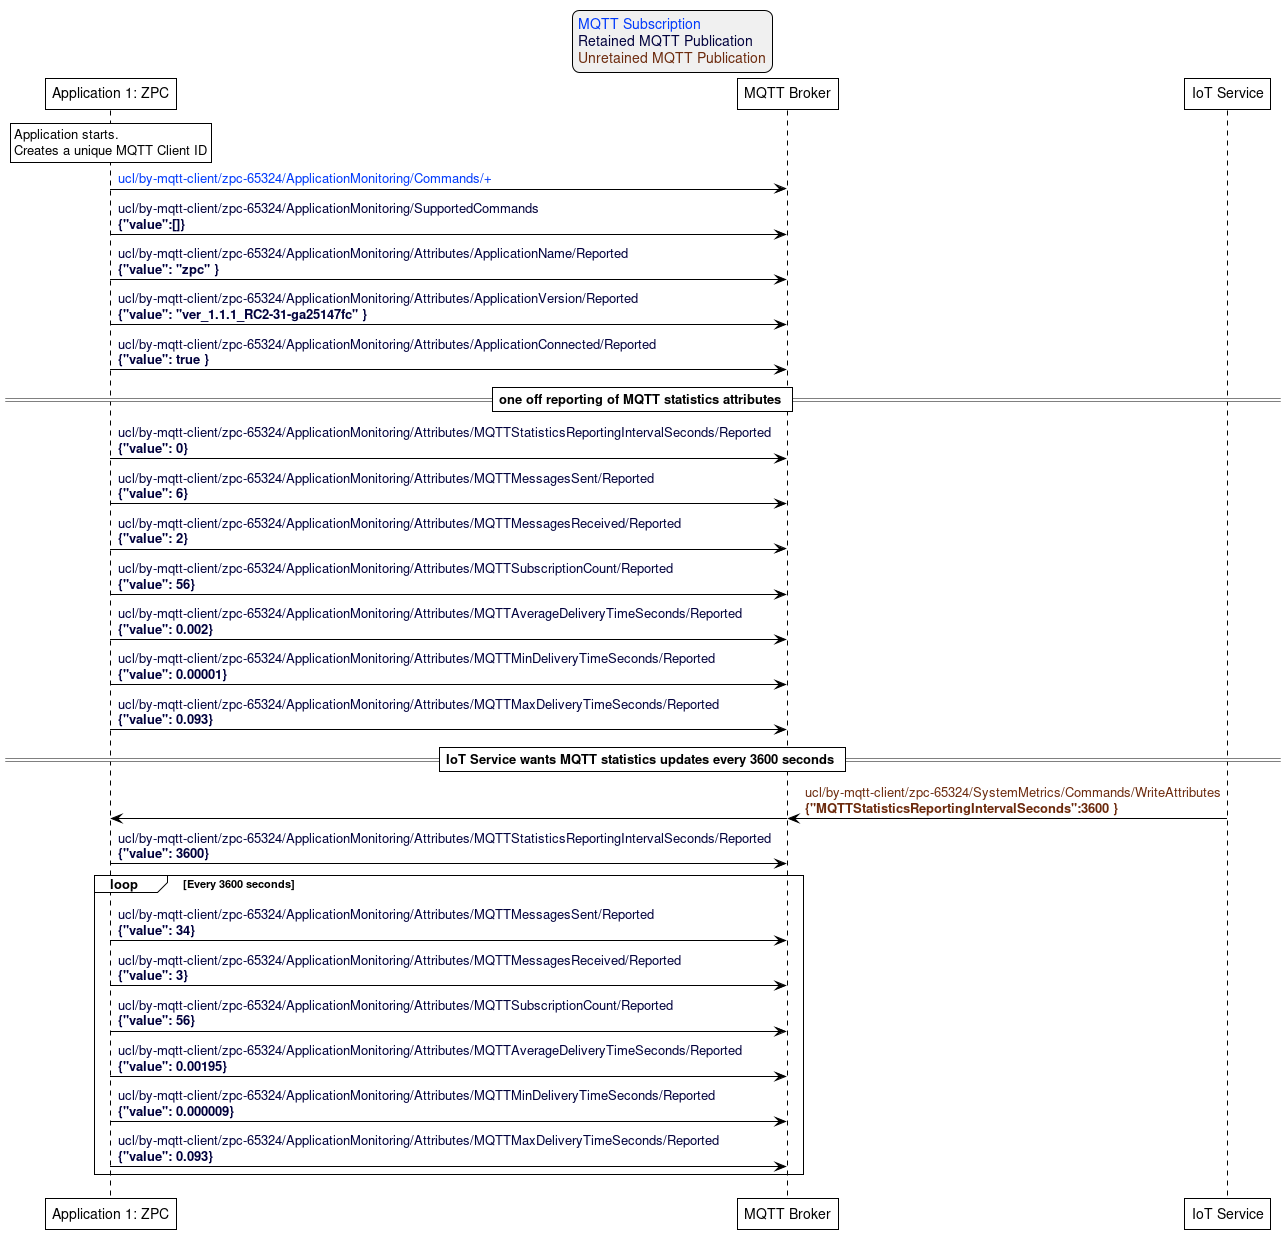 MQTT Subscription
Retained MQTT Publication
Unretained MQTT Publication
Application 1: ZPC
MQTT Broker
IoT Service
Application starts.
Creates a unique MQTT Client ID
ucl/by-mqtt-client/zpc-65324/ApplicationMonitoring/Commands/+
ucl/by-mqtt-client/zpc-65324/ApplicationMonitoring/SupportedCommands
{"value":[]}
ucl/by-mqtt-client/zpc-65324/ApplicationMonitoring/Attributes/ApplicationName/Reported
{"value": "zpc" }
ucl/by-mqtt-client/zpc-65324/ApplicationMonitoring/Attributes/ApplicationVersion/Reported
{"value": "ver_1.1.1_RC2-31-ga25147fc" }
ucl/by-mqtt-client/zpc-65324/ApplicationMonitoring/Attributes/ApplicationConnected/Reported
{"value": true }
one off reporting of MQTT statistics attributes
ucl/by-mqtt-client/zpc-65324/ApplicationMonitoring/Attributes/MQTTStatisticsReportingIntervalSeconds/Reported
{"value": 0}
ucl/by-mqtt-client/zpc-65324/ApplicationMonitoring/Attributes/MQTTMessagesSent/Reported
{"value": 6}
ucl/by-mqtt-client/zpc-65324/ApplicationMonitoring/Attributes/MQTTMessagesReceived/Reported
{"value": 2}
ucl/by-mqtt-client/zpc-65324/ApplicationMonitoring/Attributes/MQTTSubscriptionCount/Reported
{"value": 56}
ucl/by-mqtt-client/zpc-65324/ApplicationMonitoring/Attributes/MQTTAverageDeliveryTimeSeconds/Reported
{"value": 0.002}
ucl/by-mqtt-client/zpc-65324/ApplicationMonitoring/Attributes/MQTTMinDeliveryTimeSeconds/Reported
{"value": 0.00001}
ucl/by-mqtt-client/zpc-65324/ApplicationMonitoring/Attributes/MQTTMaxDeliveryTimeSeconds/Reported
{"value": 0.093}
IoT Service wants MQTT statistics updates every 3600 seconds
ucl/by-mqtt-client/zpc-65324/SystemMetrics/Commands/WriteAttributes
{"MQTTStatisticsReportingIntervalSeconds":3600 }
ucl/by-mqtt-client/zpc-65324/ApplicationMonitoring/Attributes/MQTTStatisticsReportingIntervalSeconds/Reported
{"value": 3600}
loop [Every 3600 seconds]
ucl/by-mqtt-client/zpc-65324/ApplicationMonitoring/Attributes/MQTTMessagesSent/Reported
{"value": 34}
ucl/by-mqtt-client/zpc-65324/ApplicationMonitoring/Attributes/MQTTMessagesReceived/Reported
{"value": 3}
ucl/by-mqtt-client/zpc-65324/ApplicationMonitoring/Attributes/MQTTSubscriptionCount/Reported
{"value": 56}
ucl/by-mqtt-client/zpc-65324/ApplicationMonitoring/Attributes/MQTTAverageDeliveryTimeSeconds/Reported
{"value": 0.00195}
ucl/by-mqtt-client/zpc-65324/ApplicationMonitoring/Attributes/MQTTMinDeliveryTimeSeconds/Reported
{"value": 0.000009}
ucl/by-mqtt-client/zpc-65324/ApplicationMonitoring/Attributes/MQTTMaxDeliveryTimeSeconds/Reported
{"value": 0.093}
Application 1: ZPC
MQTT Broker
IoT Service